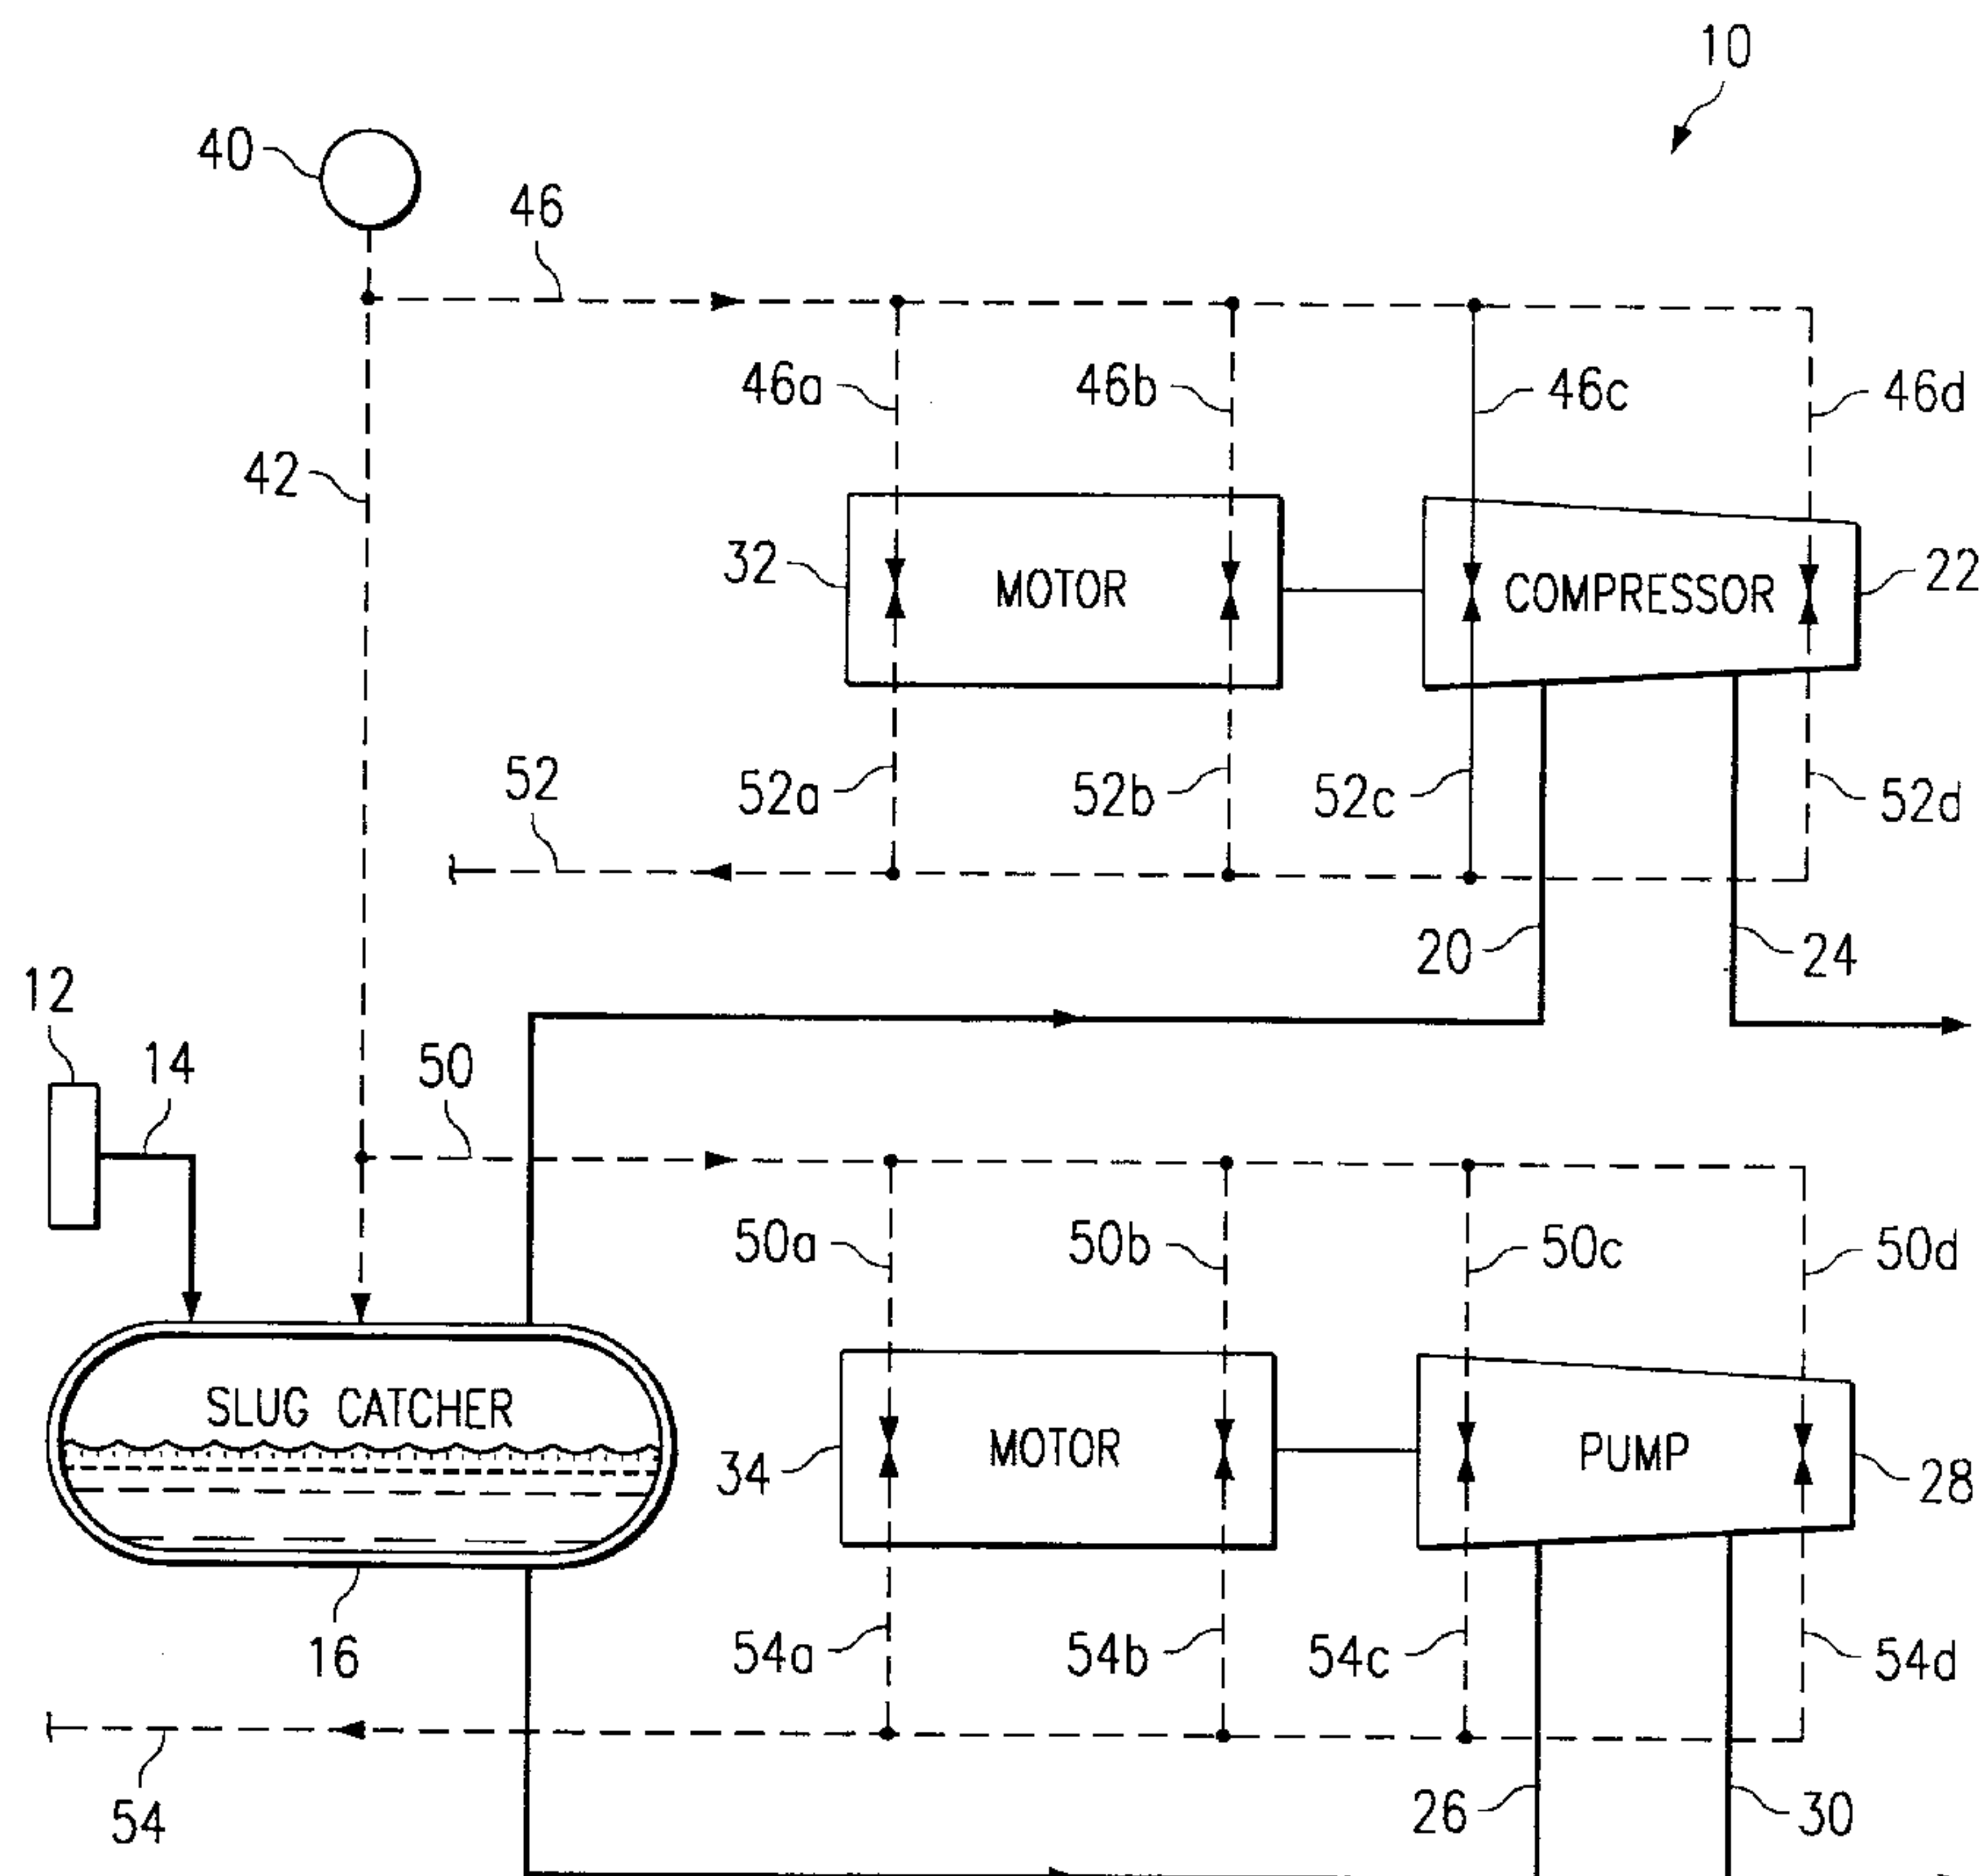 10
40
46
46a
46b
46c
46d
42
32
MOTOR
COMPRESSOR
22
52
52a
52b
52c
52d
20
24
12
14
50
50a
50b
50c
50d
SLUG CATCHER
34
MOTOR
PUMP
28
16
54a
54b
54c
54d
54
26
30